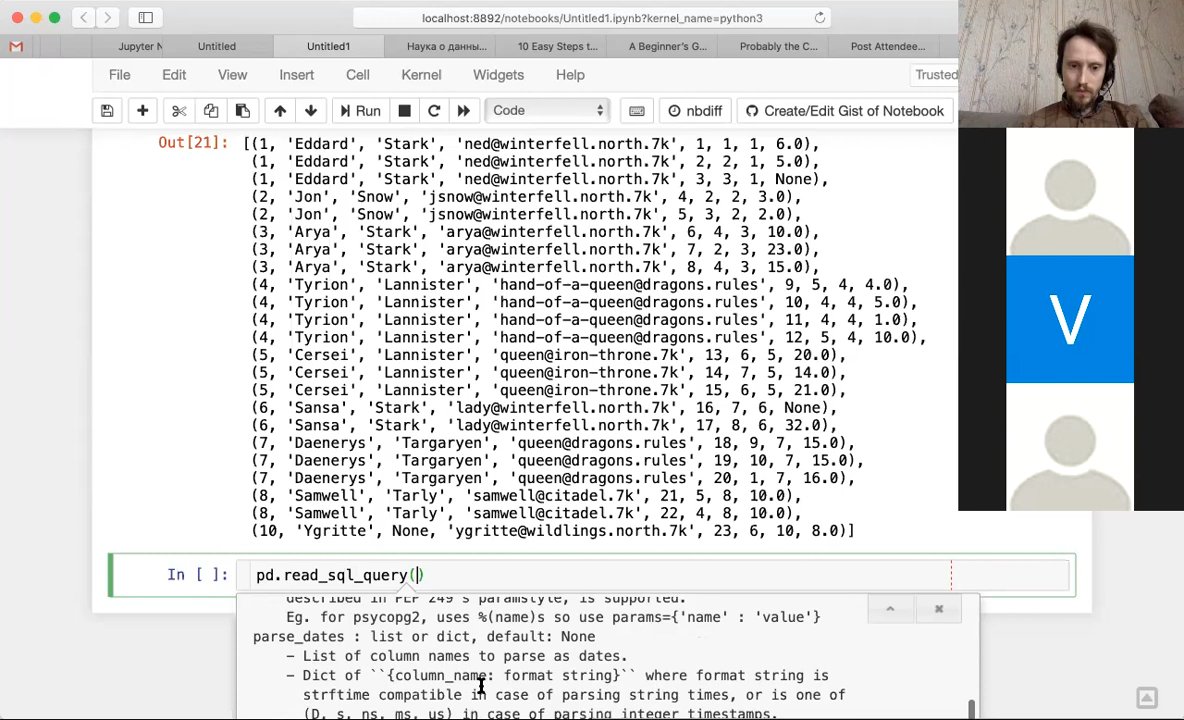 localhost:8892/notebooks/Untitled1.ipynb?kernel_name=python3
Jupyter N
Untitled
Untitled1
Наука о данны...
10 Easy Steps t...
A Beginner's G...
Probably the C...
Post Attendee...
File Edit View Insert Cell Kernel Widgets Help Trusted
Run Code nbdiff Create/Edit Gist of Notebook
Out[21]: [(1, 'Eddard', 'Stark', 'ned@winterfell.north.7k', 1, 1, 1, 6.0),
(1, 'Eddard', 'Stark', 'ned@winterfell.north.7k', 2, 2, 1, 5.0),
(1, 'Eddard', 'Stark', 'ned@winterfell.north.7k', 3, 3, 1, None),
(2, 'Jon', 'Snow', 'jsnow@winterfell.north.7k', 4, 2, 2, 3.0),
(2, 'Jon', 'Snow', 'jsnow@winterfell.north.7k', 5, 3, 2, 2.0),
(3, 'Arya', 'Stark', 'arya@winterfell.north.7k', 6, 4, 3, 10.0),
(3, 'Arya', 'Stark', 'arya@winterfell.north.7k', 7, 2, 3, 23.0),
(3, 'Arya', 'Stark', 'arya@winterfell.north.7k', 8, 4, 3, 15.0),
(4, 'Tyrion', 'Lannister', 'hand-of-a-queen@dragons.rules', 9, 5, 4, 4.0),
(4, 'Tyrion', 'Lannister', 'hand-of-a-queen@dragons.rules', 10, 4, 4, 5.0),
(4, 'Tyrion', 'Lannister', 'hand-of-a-queen@dragons.rules', 11, 4, 4, 1.0),
(4, 'Tyrion', 'Lannister', 'hand-of-a-queen@dragons.rules', 12, 5, 4, 10.0),
(5, 'Cersei', 'Lannister', 'queen@iron-throne.7k', 13, 6, 5, 20.0),
(5, 'Cersei', 'Lannister', 'queen@iron-throne.7k', 14, 7, 5, 14.0),
(5, 'Cersei', 'Lannister', 'queen@iron-throne.7k', 15, 6, 5, 21.0),
(6, 'Sansa', 'Stark', 'lady@winterfell.north.7k', 16, 7, 6, None),
(6, 'Sansa', 'Stark', 'lady@winterfell.north.7k', 17, 8, 6, 32.0),
(7, 'Daenerys', 'Targaryen', 'queen@dragons.rules', 18, 9, 7, 15.0),
(7, 'Daenerys', 'Targaryen', 'queen@dragons.rules', 19, 10, 7, 15.0),
(7, 'Daenerys', 'Targaryen', 'queen@dragons.rules', 20, 1, 7, 16.0),
(8, 'Samwell', 'Tarly', 'samwell@citadel.7k', 21, 5, 8, 10.0),
(8, 'Samwell', 'Tarly', 'samwell@citadel.7k', 22, 4, 8, 10.0),
(10, 'Ygritte', None, 'ygritte@wildlings.north.7k', 23, 6, 10, 8.0)]
In [ ]: pd.read_sql_query()
described in PEP 249's paramstyle, is supported.
Eg. for psycopg2, uses %(name)s so use params={'name' : 'value'}
parse_dates : list or dict, default: None
- List of column names to parse as dates.
- Dict of ``{column_name: format string}`` where format string is
strftime compatible in case of parsing string times, or is one of
(D, s, ns, ms, us) in case of parsing integer timestamps.
V